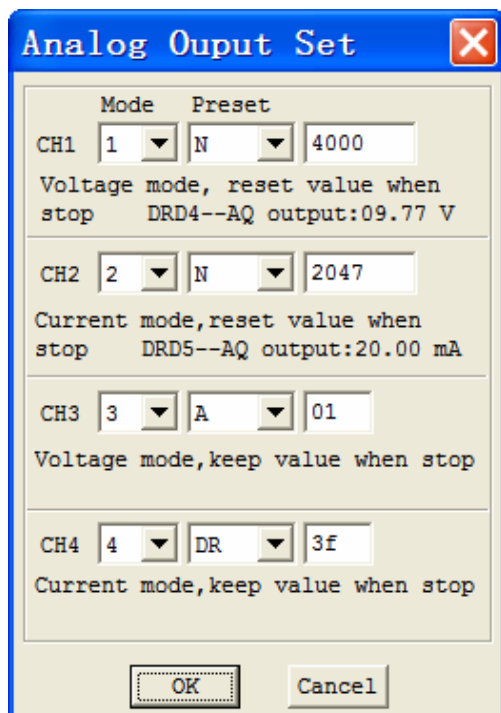 Analog Ouput Set
Mode Preset
CH1 1 N 4000
Voltage mode, reset value when
stop DRD4--AQ output:09.77 V
CH2 2 N 2047
Current mode,reset value when
stop DRD5--AQ output:20.00 mA
CH3 3 A 01
Voltage mode,keep value when stop
CH4 4 DR 3f
Current mode,keep value when stop
OK Cancel